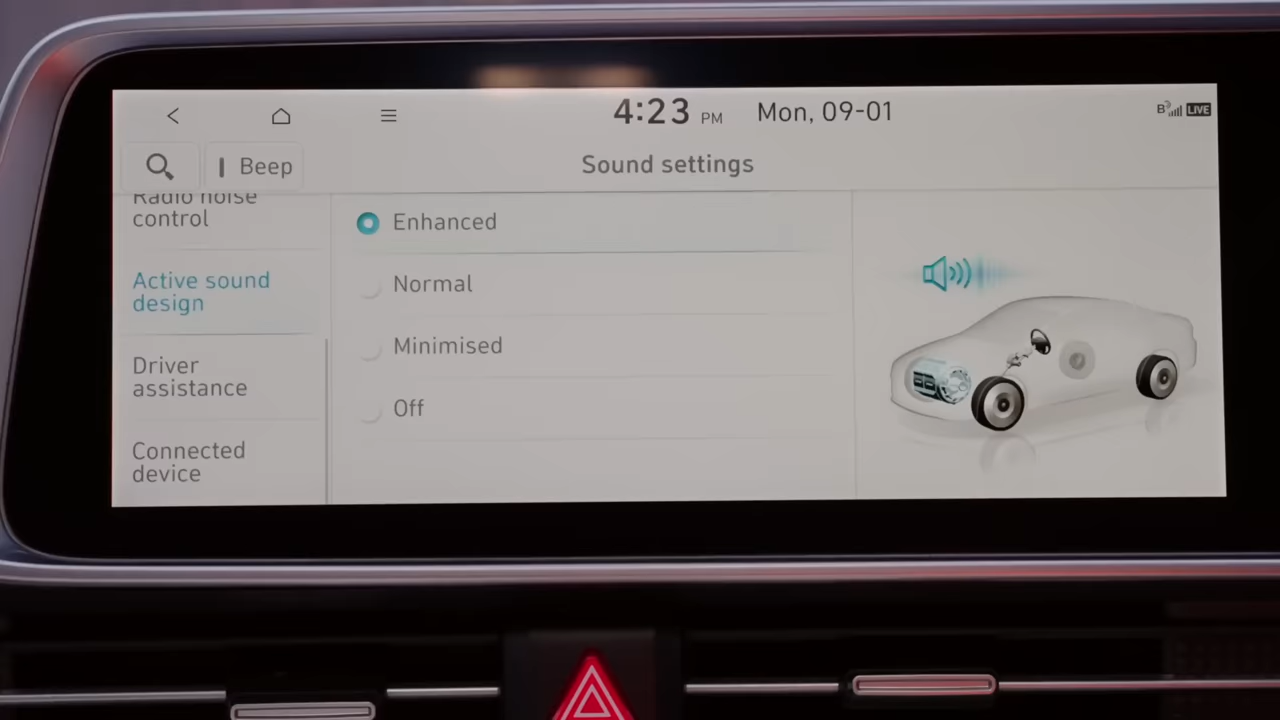 4:23 PM Mon, 09-01
B LIVE
Beep
Sound settings
Radio noise
control
Active sound
design
Driver
assistance
Connected
device
Enhanced
Normal
Minimised
Off